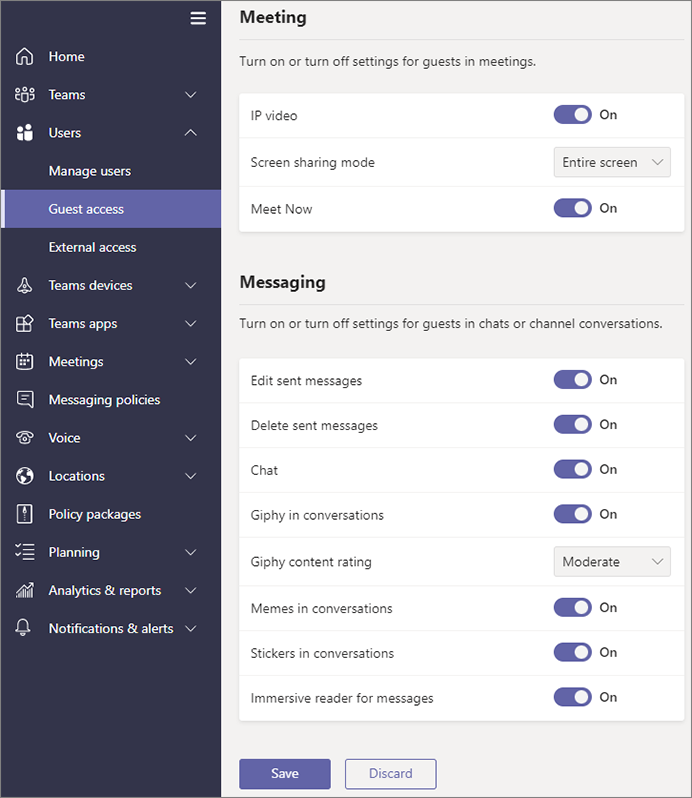 Home
Teams
Users
Manage users
Guest access
External access
Teams devices
Teams apps
Meetings
Messaging policies
Voice
Locations
Policy packages
Planning
Analytics & reports
Notifications & alerts
Meeting
Turn on or turn off settings for guests in meetings.
IP video On
Screen sharing mode Entire screen
Meet Now On
Messaging
Turn on or turn off settings for guests in chats or channel conversations.
Edit sent messages On
Delete sent messages On
Chat On
Giphy in conversations On
Giphy content rating Moderate
Memes in conversations On
Stickers in conversations On
Immersive reader for messages On
Save Discard